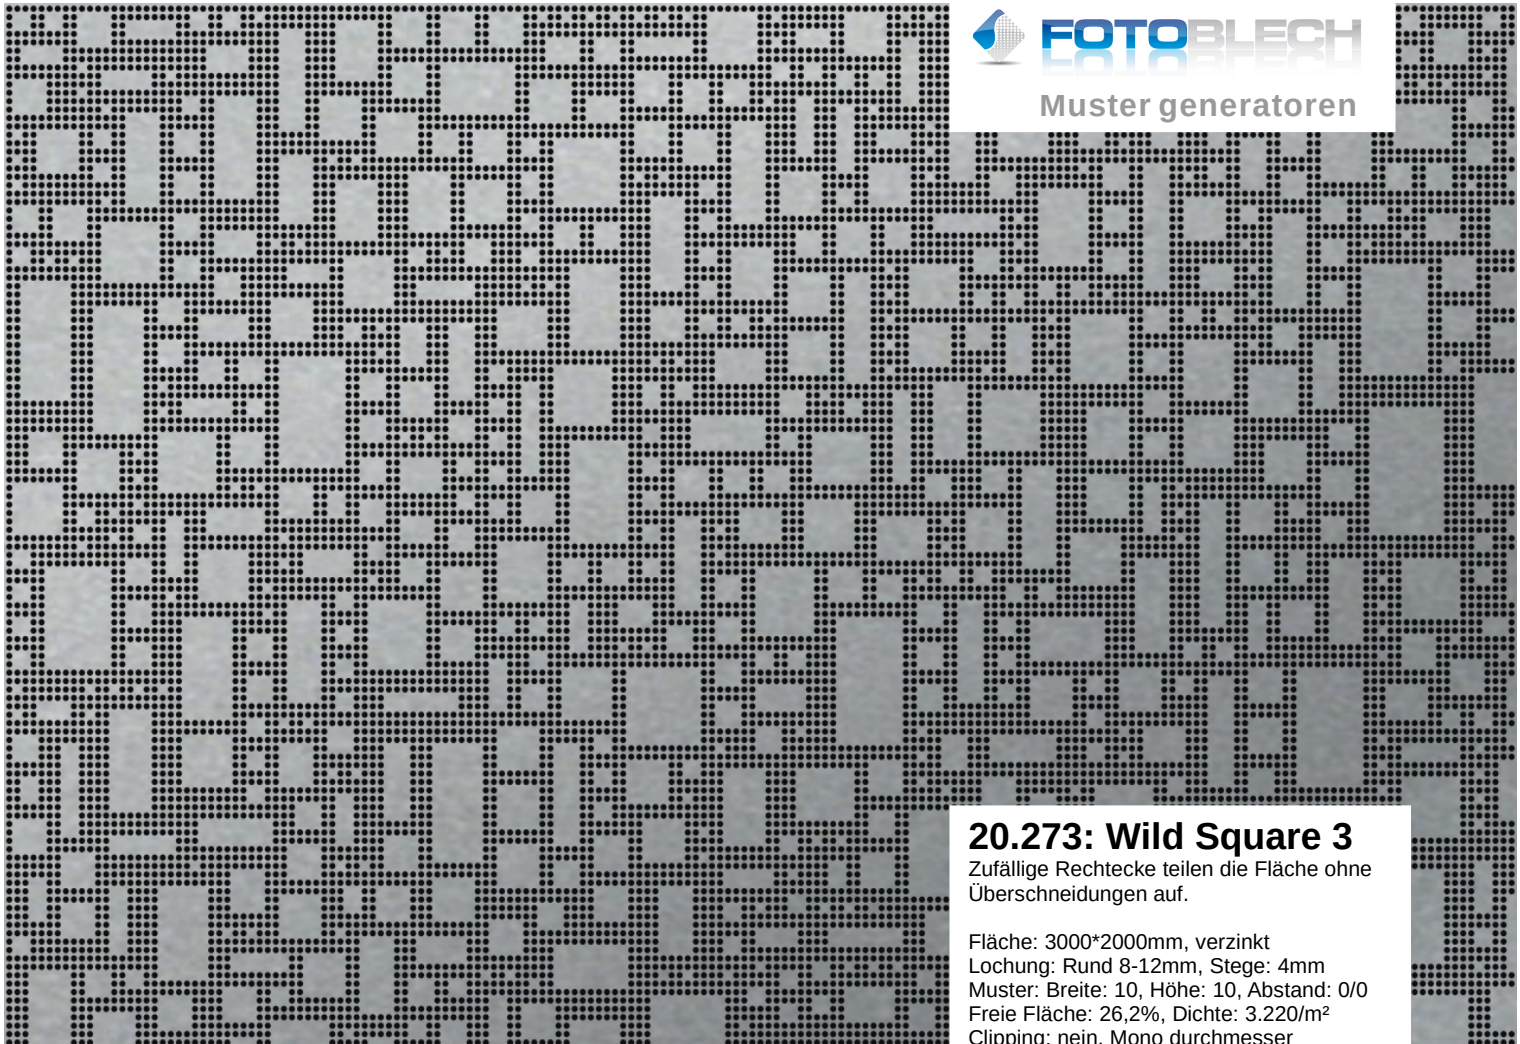 FOTOBLECH
Muster generatoren
20.273: Wild Square 3
Zufällige Rechtecke teilen die Fläche ohne
Überschneidungen auf.
Fläche: 3000*2000mm, verzinkt
Lochung: Rund 8-12mm, Stege: 4mm
Muster: Breite: 10, Höhe: 10, Abstand: 0/0
Freie Fläche: 26,2%, Dichte: 3.220/m²
Clipping: nein, Mono durchmesser